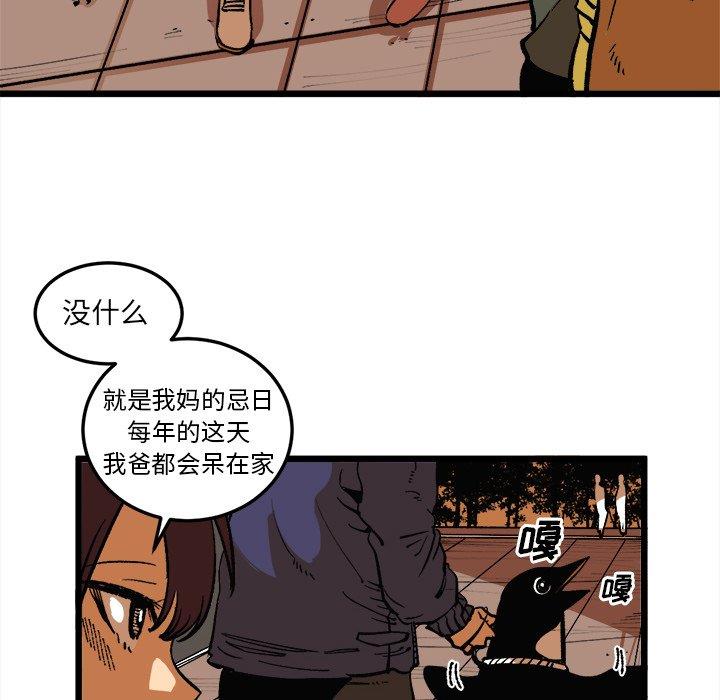 没什么
就是我妈的忌日
每年的这天
我爸都会呆在家
嘎
嘎